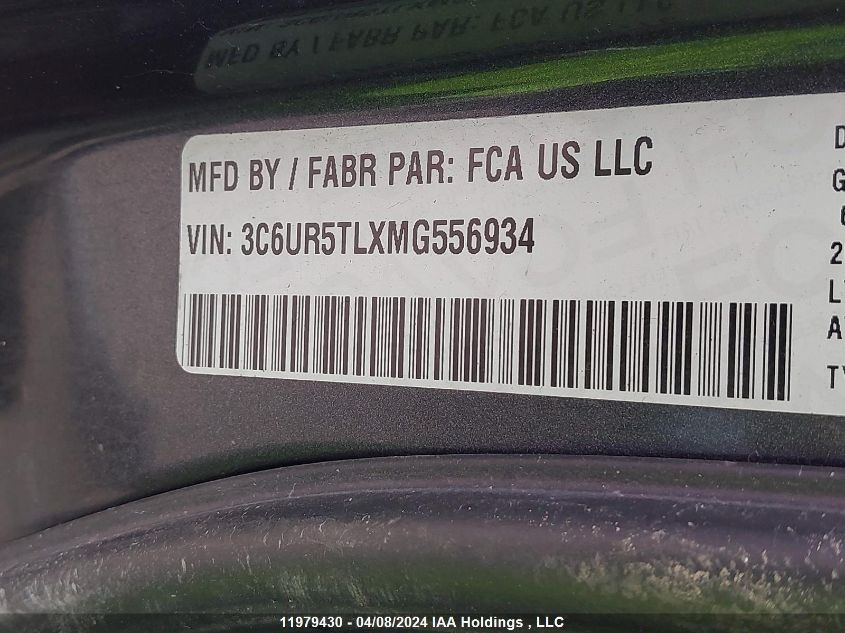 MFD BY / FABR PAR: FCA US LLC
VIN: 3C6UR5TLXMG556934
11979430 - 04/08/2024 IAA Holdings , LLC